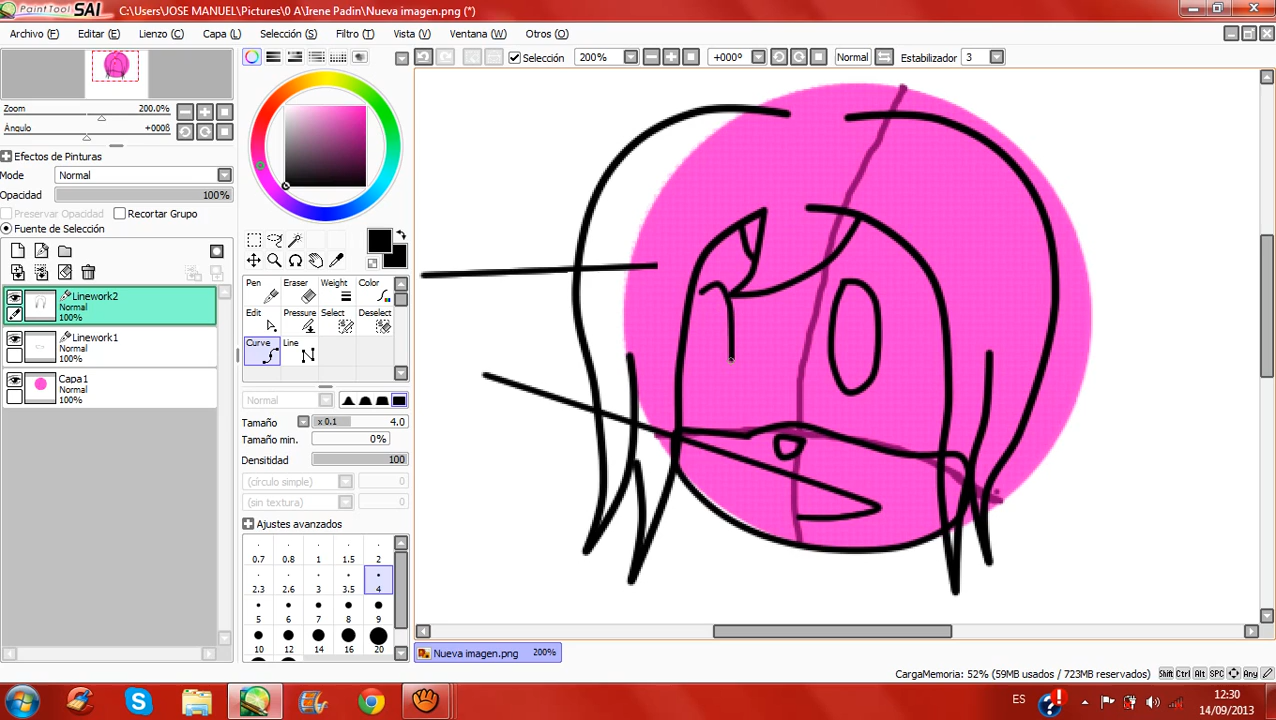 PaintTool SAI C:\Users\JOSE MANUEL\Pictures\0 A\Irene Padin\Nueva imagen.png (*)
Archivo (F) Editar (E) Lienzo (C) Capa (L) Selección (S) Filtro (T) Vista (V) Ventana (W) Otros (O)
Selección 200% +000º Normal Estabilizador 3
Zoom 200.0%
Angulo +000ß
Efectos de Pinturas
Mode Normal
Opacidad 100%
Preservar Opacidad Recortar Grupo
Fuente de Selección
Linework2
Normal
100%
Linework1
Normal
100%
Capa1
Normal
100%
Pen Eraser Weight Color
Edit Pressure Select Deselect
Curve Line
Normal
Tamaño x 0.1 4.0
Tamaño min. 0%
Densitidad 100
(círculo simple)
(sin textura)
Ajustes avanzados
0.7 0.8 1 1.5 2
2.3 2.6 3 3.5 4
5 6 7 8 9
10 12 14 16 20
Nueva imagen.png 200%
CargaMemoria: 52% (59MB usados / 723MB reservados) Shift Ctrl Alt SPC Any
ES 12:30
14/09/2013